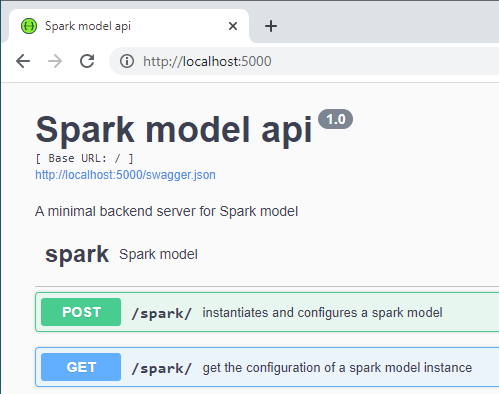 Spark model api
http://localhost:5000
Spark model api 1.0
[ Base URL: / ]
http://localhost:5000/swagger.json
A minimal backend server for Spark model
spark Spark model
POST /spark/ instantiates and configures a spark model
GET /spark/ get the configuration of a spark model instance